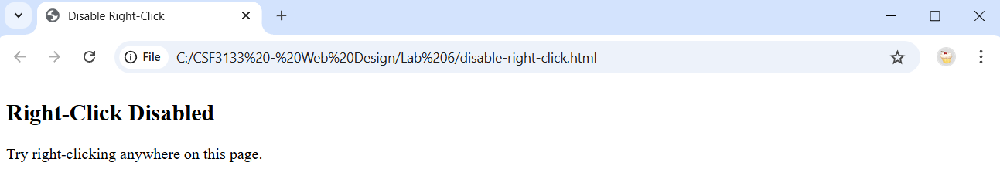 Disable Right-Click
File
C:/CSF3133%20-%20Web%20Design/Lab%206/disable-right-click.html
Right-Click Disabled
Try right-clicking anywhere on this page.